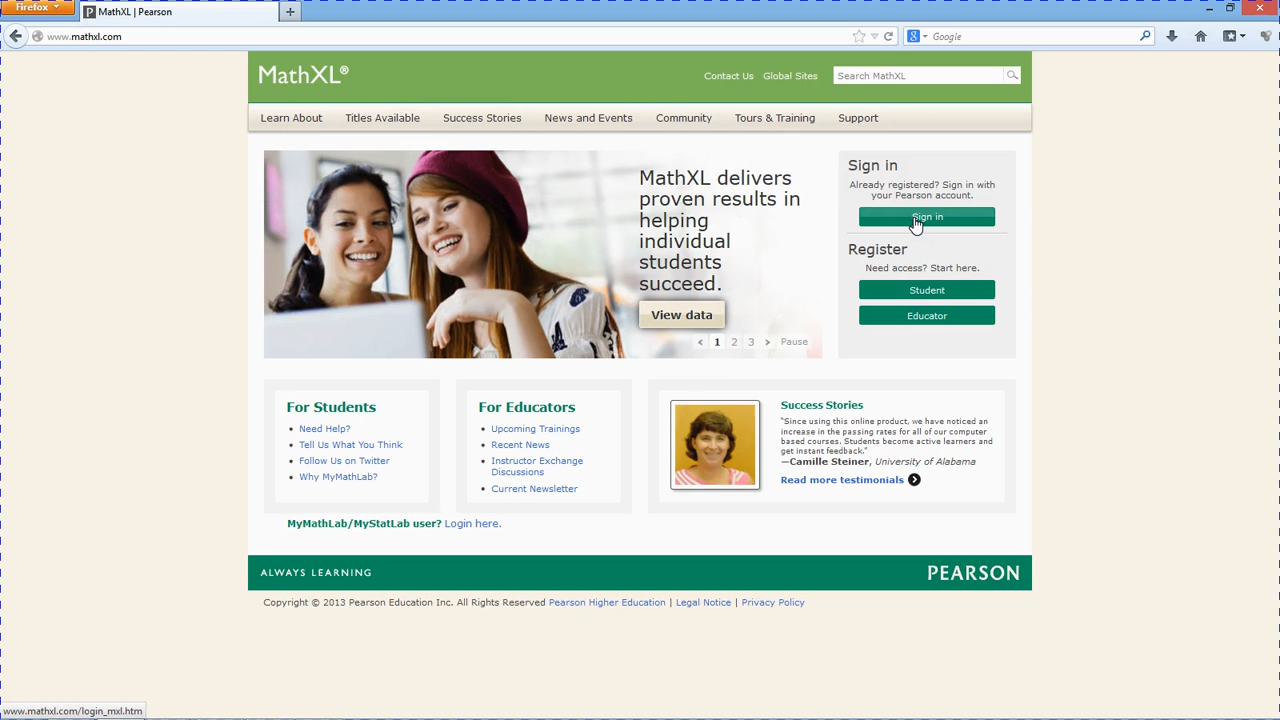 Firefox
MathXL | Pearson
www.mathxl.com
Google
MathXL®
Contact Us
Global Sites
Search MathXL
Learn About
Titles Available
Success Stories
News and Events
Community
Tours & Training
Support
MathXL delivers
proven results in
helping
individual
students
succeed.
View data
1 2 3 Pause
Sign in
Already registered? Sign in with
your Pearson account.
Sign in
Register
Need access? Start here.
Student
Educator
For Students
Need Help?
Tell Us What You Think
Follow Us on Twitter
Why MyMathLab?
For Educators
Upcoming Trainings
Recent News
Instructor Exchange
Discussions
Current Newsletter
Success Stories
"Since using this online product, we have noticed an
increase in the passing rates for all of our computer
based courses. Students become active learners and
get instant feedback."
—Camille Steiner, University of Alabama
Read more testimonials
MyMathLab/MyStatLab user? Login here.
ALWAYS LEARNING
PEARSON
Copyright © 2013 Pearson Education Inc. All Rights Reserved Pearson Higher Education | Legal Notice | Privacy Policy
www.mathxl.com/login_mxl.htm